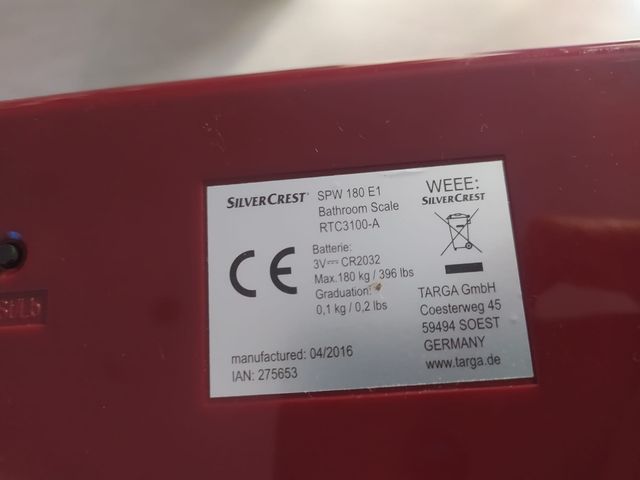 SILVERCREST® SPW 180 E1
Bathroom Scale
RTC3100-A
CE
Batterie:
3V⎓ CR2032
Max.180 kg / 396 lbs
Graduation:
0,1 kg / 0,2 lbs
manufactured: 04/2016
IAN: 275653
WEEE:
SILVERCREST
TARGA GmbH
Coesterweg 45
59494 SOEST
GERMANY
www.targa.de